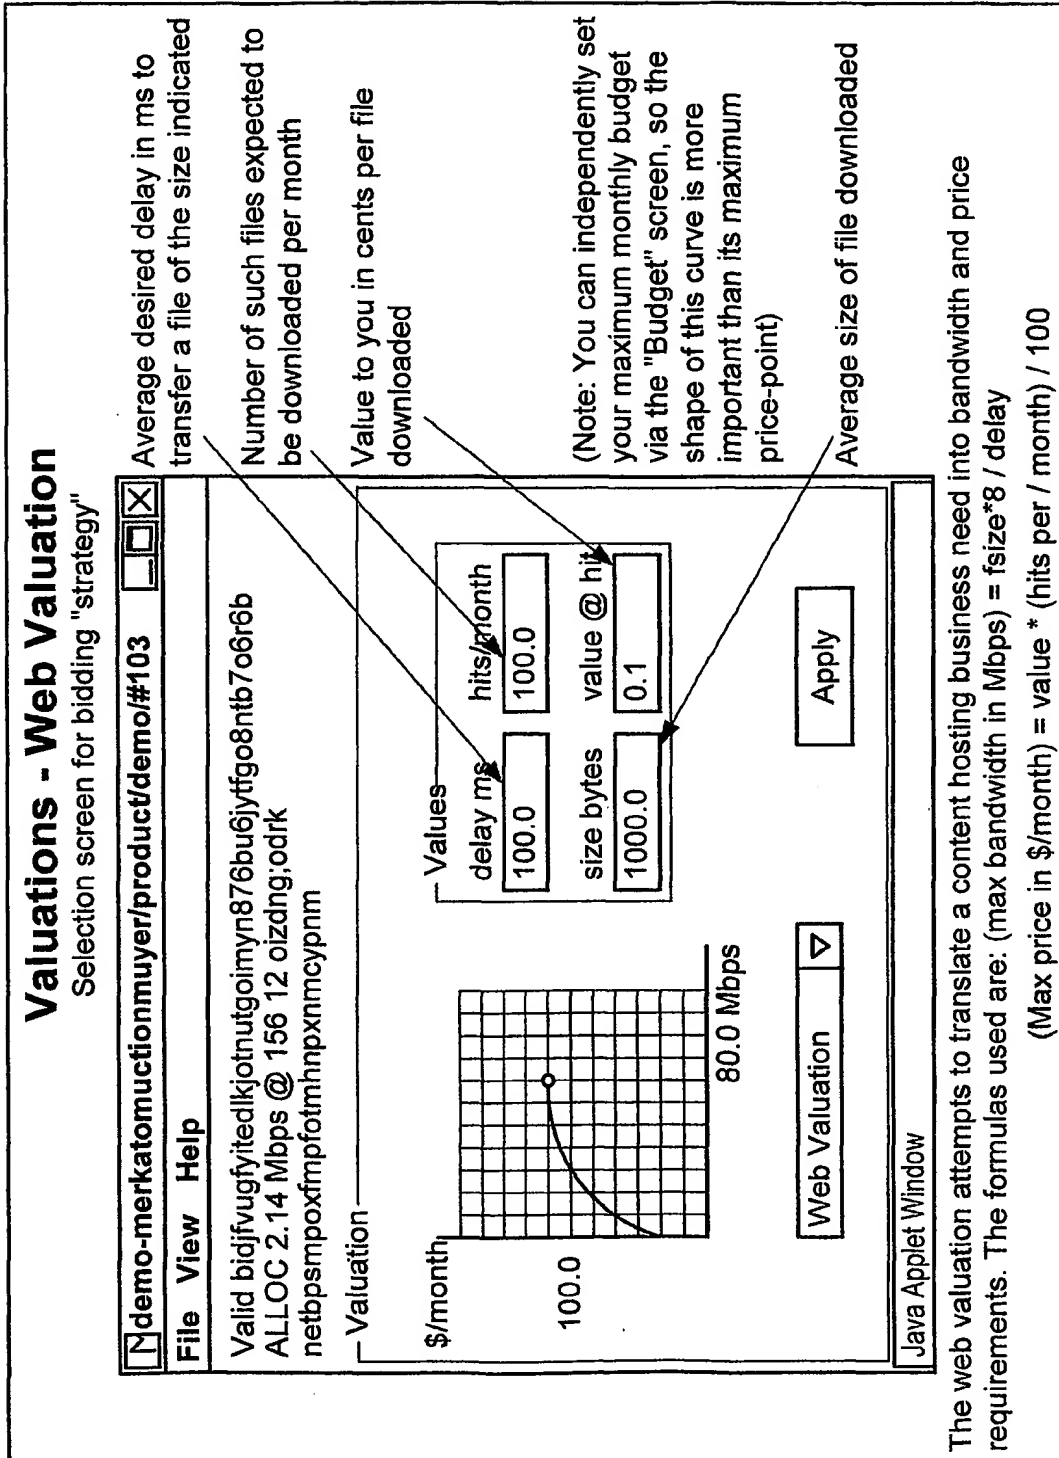 Valuations - Web Valuation
Selection screen for bidding "strategy"
demo-merkatomuctionmuyer/product/demo/#103
File View Help
Valid bidjfvugfyitedlkjotnutgoimyn876bu6jytfgo8ntb7o6r6b
ALLOC 2.14 Mbps @ 156 12 oizdng;odrk
netbpsmpoxfmpfotmhnpxnmcypnm
Valuation
$/month
100.0
80.0 Mbps
Values
delay ms
hits/month
100.0
100.0
size bytes
value @ hit
1000.0
0.1
Web Valuation
Apply
Java Applet Window
Average desired delay in ms to
transfer a file of the size indicated
Number of such files expected to
be downloaded per month
Value to you in cents per file
downloaded
(Note: You can independently set
your maximum monthly budget
via the "Budget" screen, so the
shape of this curve is more
important than its maximum
price-point)
Average size of file downloaded
The web valuation attempts to translate a content hosting business need into bandwidth and price
requirements. The formulas used are: (max bandwidth in Mbps) = fsize*8 / delay
(Max price in $/month) = value * (hits per / month) / 100